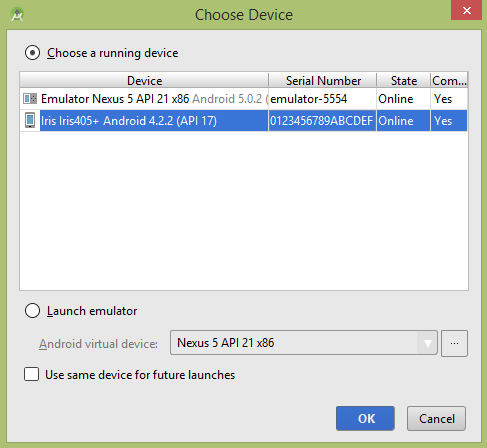 Choose Device
Choose a running device
Device Serial Number State Com...
Emulator Nexus 5 API 21 x86 Android 5.0.2 ( emulator-5554 Online Yes
Iris Iris405+ Android 4.2.2 (API 17) 0123456789ABCDEF Online Yes
Launch emulator
Android virtual device: Nexus 5 API 21 x86 ...
Use same device for future launches
OK Cancel